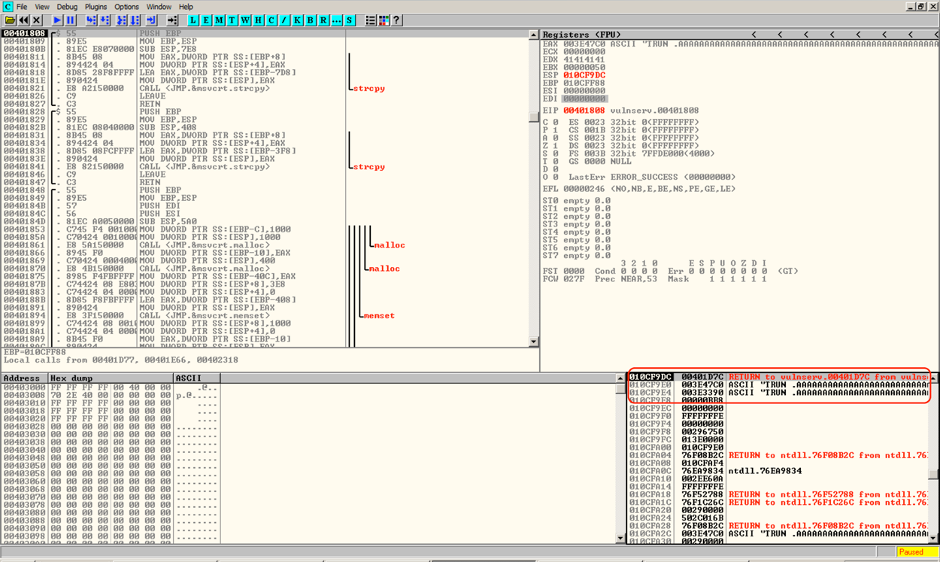 C File View Debug Plugins Options Window Help
L E M T W H C / K B R ... S ?
00401808 $ 55 PUSH EBP
00401809 . 89E5 MOV EBP,ESP
0040180B . 81EC E8070000 SUB ESP,7E8
00401811 . 8B45 08 MOV EAX,DWORD PTR SS:[EBP+8]
00401814 . 894424 04 MOV DWORD PTR SS:[ESP+4],EAX
00401818 . 8D85 28F8FFFF LEA EAX,DWORD PTR SS:[EBP-7D8]
0040181E . 890424 MOV DWORD PTR SS:[ESP],EAX
00401821 . E8 A2150000 CALL <JMP.&msvcrt.strcpy> strcpy
00401826 . C9 LEAVE
00401827 . C3 RETN
00401828 $ 55 PUSH EBP
00401829 . 89E5 MOV EBP,ESP
0040182B . 81EC 08040000 SUB ESP,408
00401831 . 8B45 08 MOV EAX,DWORD PTR SS:[EBP+8]
00401834 . 894424 04 MOV DWORD PTR SS:[ESP+4],EAX
00401838 . 8D85 08FCFFFF LEA EAX,DWORD PTR SS:[EBP-3F8]
0040183E . 890424 MOV DWORD PTR SS:[ESP],EAX
00401841 . E8 82150000 CALL <JMP.&msvcrt.strcpy> strcpy
00401846 . C9 LEAVE
00401847 . C3 RETN
00401848 . 55 PUSH EBP
00401849 . 89E5 MOV EBP,ESP
0040184B . 57 PUSH EDI
0040184C . 56 PUSH ESI
0040184D . 81EC A0050000 SUB ESP,5A0
00401853 . C745 F4 001000 MOV DWORD PTR SS:[EBP-C],1000
0040185A . C70424 0010000 MOV DWORD PTR SS:[ESP],1000
00401861 . E8 5A150000 CALL <JMP.&msvcrt.malloc> malloc
00401866 . 8945 F0 MOV DWORD PTR SS:[EBP-10],EAX
00401869 . C70424 0004000 MOV DWORD PTR SS:[ESP],400
00401870 . E8 4B150000 CALL <JMP.&msvcrt.malloc> malloc
00401875 . 8985 F4FBFFFF MOV DWORD PTR SS:[EBP-40C],EAX
0040187B . C74424 08 E803 MOV DWORD PTR SS:[ESP+8],3E8
00401883 . C74424 04 0000 MOV DWORD PTR SS:[ESP+4],0
0040188B . 8D85 F8FBFFFF LEA EAX,DWORD PTR SS:[EBP-408]
00401891 . 890424 MOV DWORD PTR SS:[ESP],EAX
00401894 . E8 3F150000 CALL <JMP.&msvcrt.memset> memset
00401899 . C74424 08 0010 MOV DWORD PTR SS:[ESP+8],1000
004018A1 . C74424 04 0000 MOV DWORD PTR SS:[ESP+4],0
004018A9 . 8B45 F0 MOV EAX,DWORD PTR SS:[EBP-10]
EBP=010CFF88
Local calls from 00401D77, 00401E66, 00402318
Registers (FPU) < < < < < < <
ECX 00000000
EDX 41414141
EBX 00000050
ESP 010CF9DC
EBP 010CFF88
ESI 00000000
EDI 00000000
EIP 00401808 vulnserv.00401808
C 0 ES 0023 32bit 0(FFFFFFFF)
P 1 CS 001B 32bit 0(FFFFFFFF)
A 0 SS 0023 32bit 0(FFFFFFFF)
Z 1 DS 0023 32bit 0(FFFFFFFF)
S 0 FS 003B 32bit 7FFDE000(4000)
T 0 GS 0000 NULL
D 0
O 0 LastErr ERROR_SUCCESS (00000000)
EFL 00000246 (NO,NB,E,BE,NS,PE,GE,LE)
ST0 empty 0.0
ST1 empty 0.0
ST2 empty 0.0
ST3 empty 0.0
ST4 empty 0.0
ST5 empty 0.0
ST6 empty 0.0
ST7 empty 0.0
3 2 1 0 E S P U O Z D I
FST 0000 Cond 0 0 0 0 Err 0 0 0 0 0 0 0 0 (GT)
FCW 027F Prec NEAR,53 Mask 1 1 1 1 1 1
Address Hex dump ASCII
00403000 FF FF FF FF 00 40 00 00 .@..
00403008 70 2E 40 00 00 00 00 00 p.@.....
00403010 FF FF FF FF 00 00 00 00 ....
00403018 FF FF FF FF 00 00 00 00 ....
00403020 FF FF FF FF 00 00 00 00 ....
00403028 00 00 00 00 00 00 00 00 ........
00403030 00 00 00 00 00 00 00 00 ........
00403038 00 00 00 00 00 00 00 00 ........
00403040 00 00 00 00 00 00 00 00 ........
00403048 00 00 00 00 00 00 00 00 ........
00403050 00 00 00 00 00 00 00 00 ........
00403058 00 00 00 00 00 00 00 00 ........
00403060 00 00 00 00 00 00 00 00 ........
00403068 00 00 00 00 00 00 00 00 ........
00403070 00 00 00 00 00 00 00 00 ........
00403078 00 00 00 00 00 00 00 00 ........
00403080 00 00 00 00 00 00 00 00 ........
00403088 00 00 00 00 00 00 00 00 ........
00403090 00 00 00 00 00 00 00 00 ........
00403098 00 00 00 00 00 00 00 00 ........
010CF9DC 00401D7C RETURN to vulnserv.00401D7C from vulns
010CF9E0 003E47C0 ASCII "TRUN .AAAAAAAAAAAAAAAAAAAAAAA
010CF9E4 003E3390 ASCII "TRUN .AAAAAAAAAAAAAAAAAAAAAAA
010CF9E8 00000BB8
010CF9EC 00000000
010CF9F0 FFFFFFFE
010CF9F4 00000000
010CF9F8 00296750
010CF9FC 013E0000
010CFA00 010CF9E0
010CFA04 76F08B2C RETURN to ntdll.76F08B2C from ntdll.76
010CFA08 010CFAF4
010CFA0C 76EA9834 ntdll.76EA9834
010CFA10 002EE60A
010CFA14 FFFFFFFE
010CFA18 76F52788 RETURN to ntdll.76F52788 from ntdll.76
010CFA1C 76F1C26C RETURN to ntdll.76F1C26C from ntdll.76
010CFA20 00290000
010CFA24 502C016B
010CFA28 76F08B2C RETURN to ntdll.76F08B2C from ntdll.76
010CFA2C 003E47C0 ASCII "TRUN .AAAAAAAAAAAAAAAAAAAAAAA
010CFA30 00290000
Paused